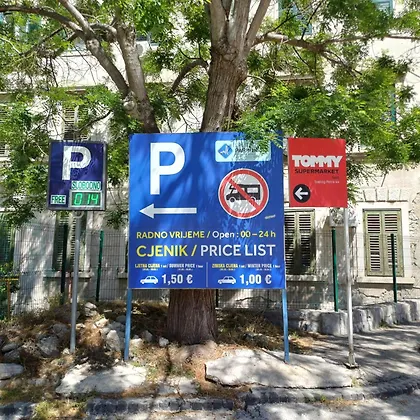 P
SLOBODNO
FREE 014
P
RADNO VRIJEME / Open : 00 - 24 h
CJENIK / PRICE LIST
LJETNA CIJENA / SUMMER PRICE
1,50 €
ZIMSKA CIJENA / WINTER PRICE
1,00 €
TOMMY
SUPERMARKET